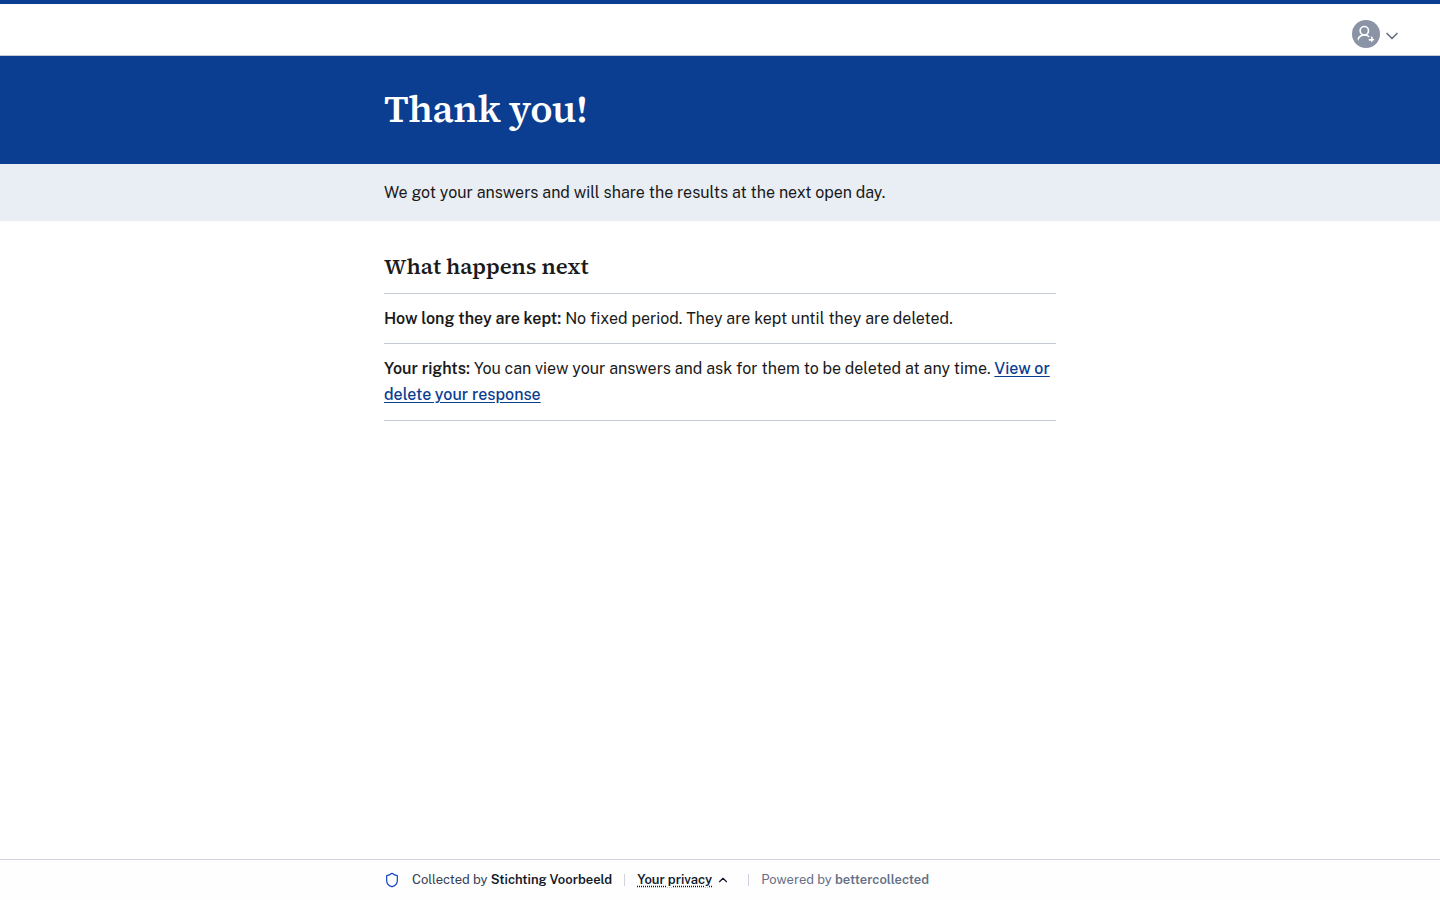 Thank you!
We got your answers and will share the results at the next open day.
What happens next
How long they are kept: No fixed period. They are kept until they are deleted.
Your rights: You can view your answers and ask for them to be deleted at any time. View or
delete your response
Collected by Stichting Voorbeeld
Your privacy
Powered by bettercollected